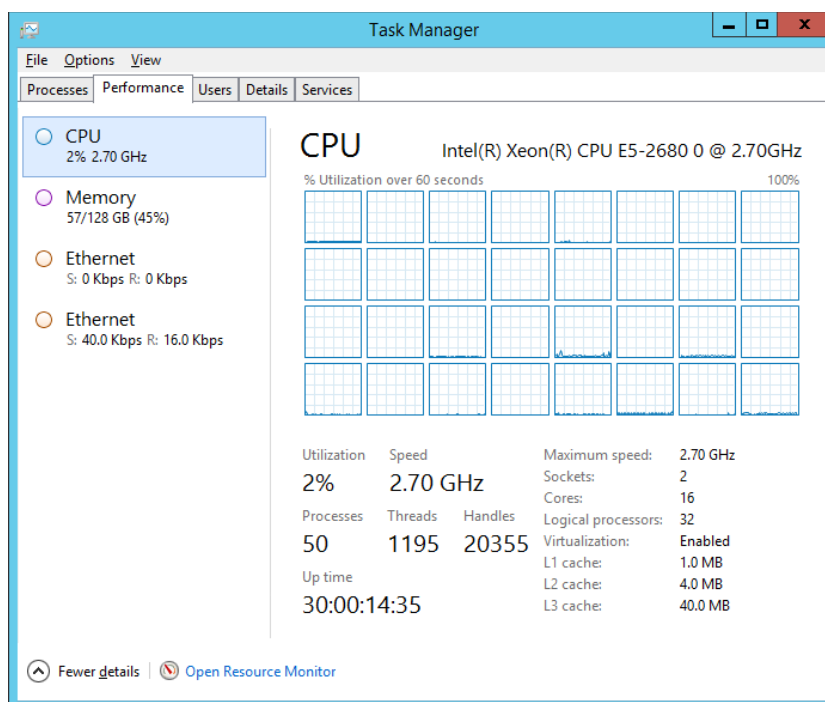 Task Manager
File Options View
Processes Performance Users Details Services
CPU
2% 2.70 GHz
Memory
57/128 GB (45%)
Ethernet
S: 0 Kbps R: 0 Kbps
Ethernet
S: 40.0 Kbps R: 16.0 Kbps
CPU Intel(R) Xeon(R) CPU E5-2680 0 @ 2.70GHz
% Utilization over 60 seconds 100%
Utilization Speed
2% 2.70 GHz
Processes Threads Handles
50 1195 20355
Up time
30:00:14:35
Maximum speed: 2.70 GHz
Sockets: 2
Cores: 16
Logical processors: 32
Virtualization: Enabled
L1 cache: 1.0 MB
L2 cache: 4.0 MB
L3 cache: 40.0 MB
Fewer details Open Resource Monitor